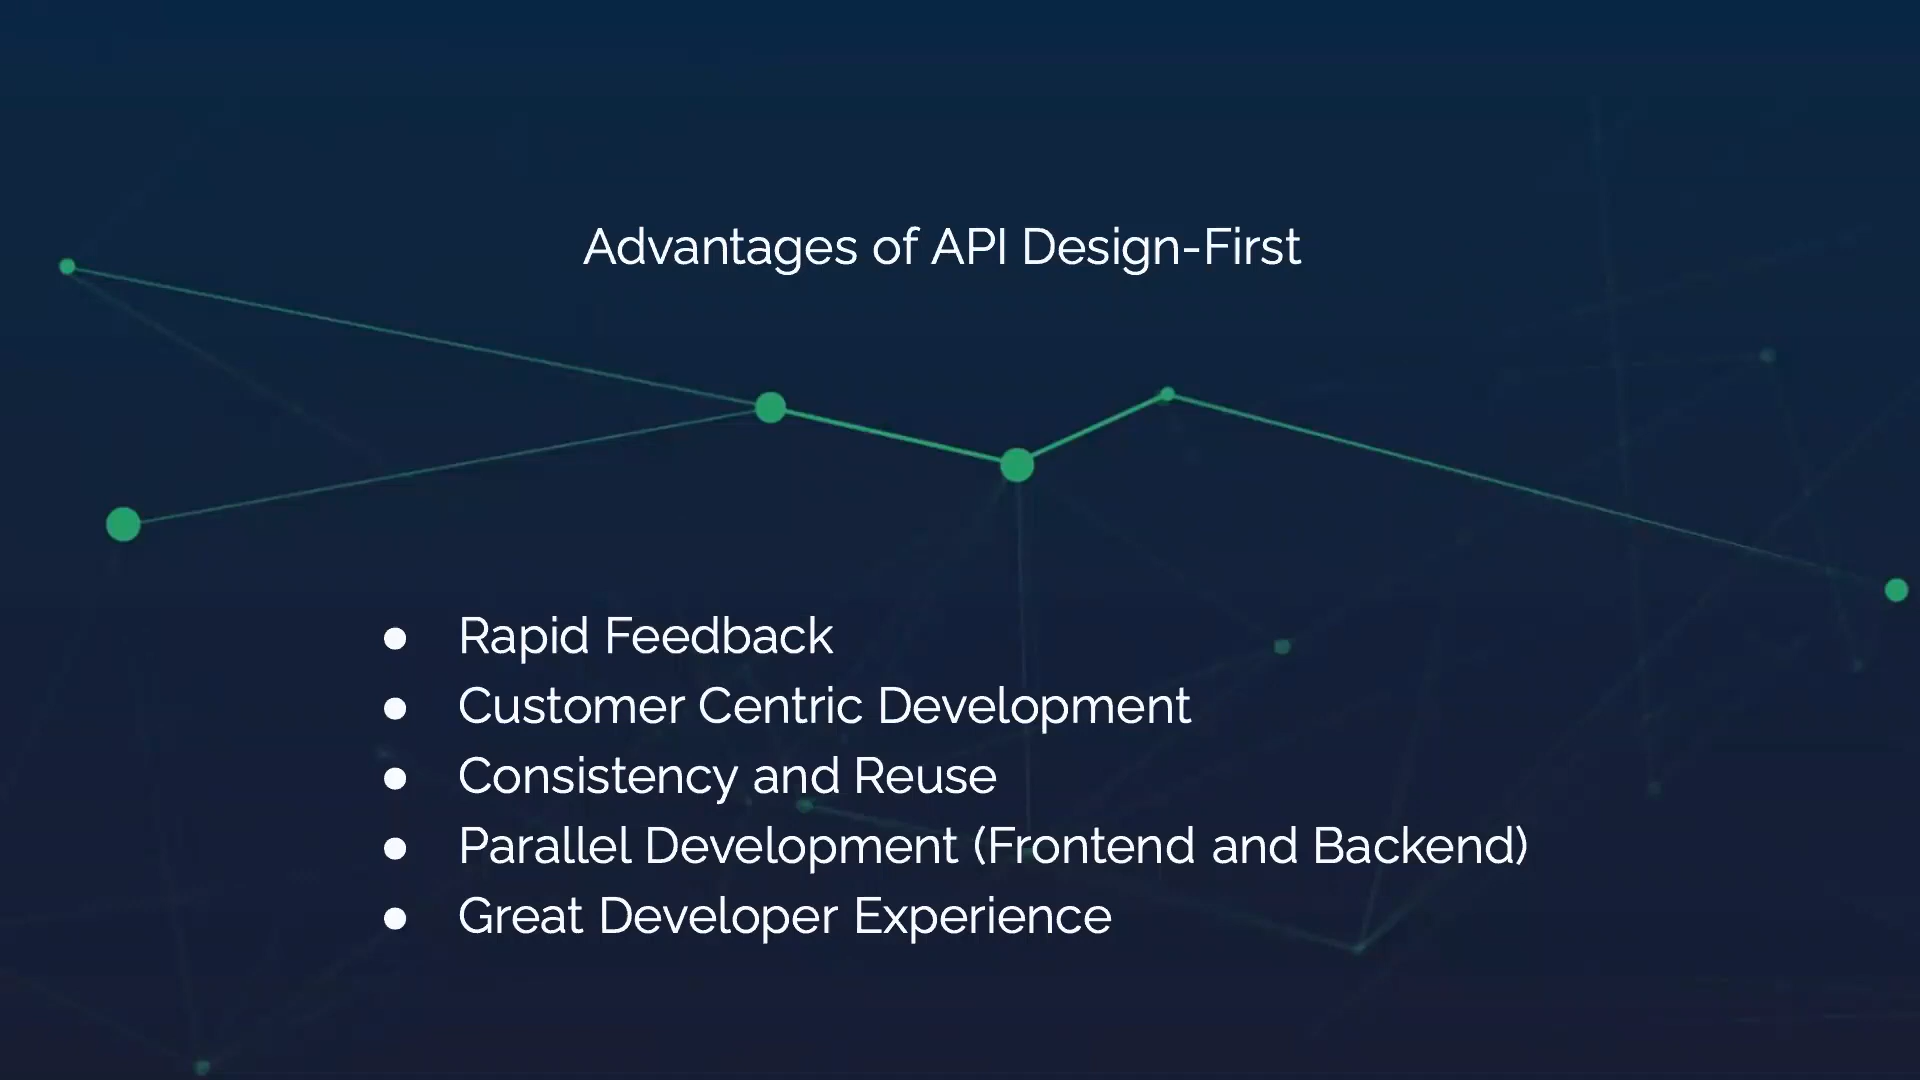 Advantages of API Design-First
● Rapid Feedback
● Customer Centric Development
● Consistency and Reuse
● Parallel Development (Frontend and Backend)
● Great Developer Experience